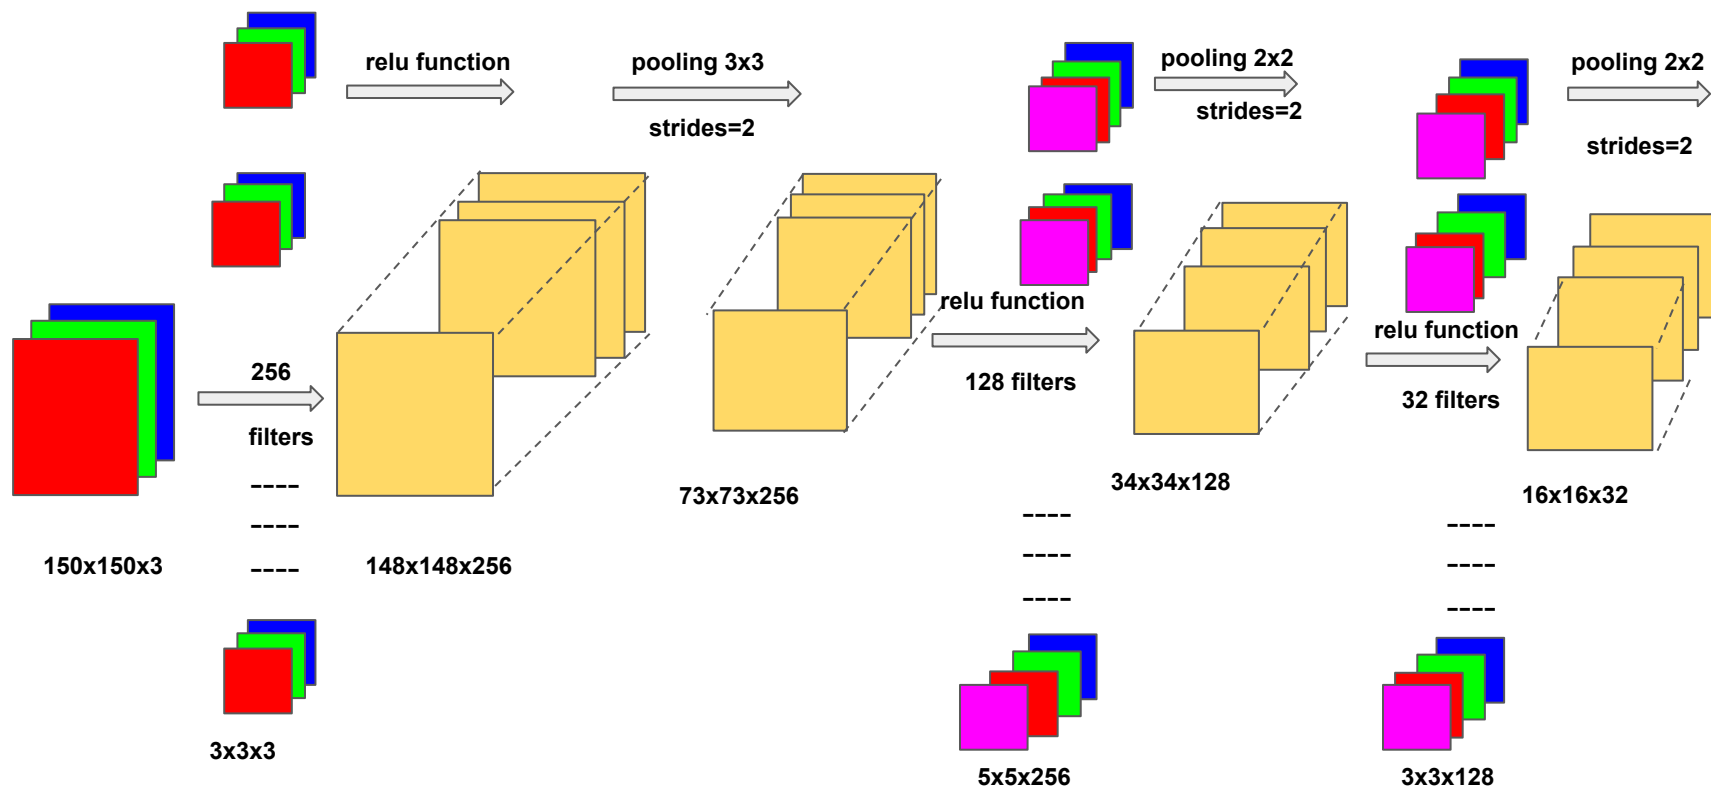 relu function
pooling 3x3
strides=2
pooling 2x2
strides=2
pooling 2x2
strides=2
256
filters
----
----
----
relu function
128 filters
relu function
32 filters
150x150x3
148x148x256
73x73x256
34x34x128
16x16x32
----
----
----
----
----
----
3x3x3
5x5x256
3x3x128